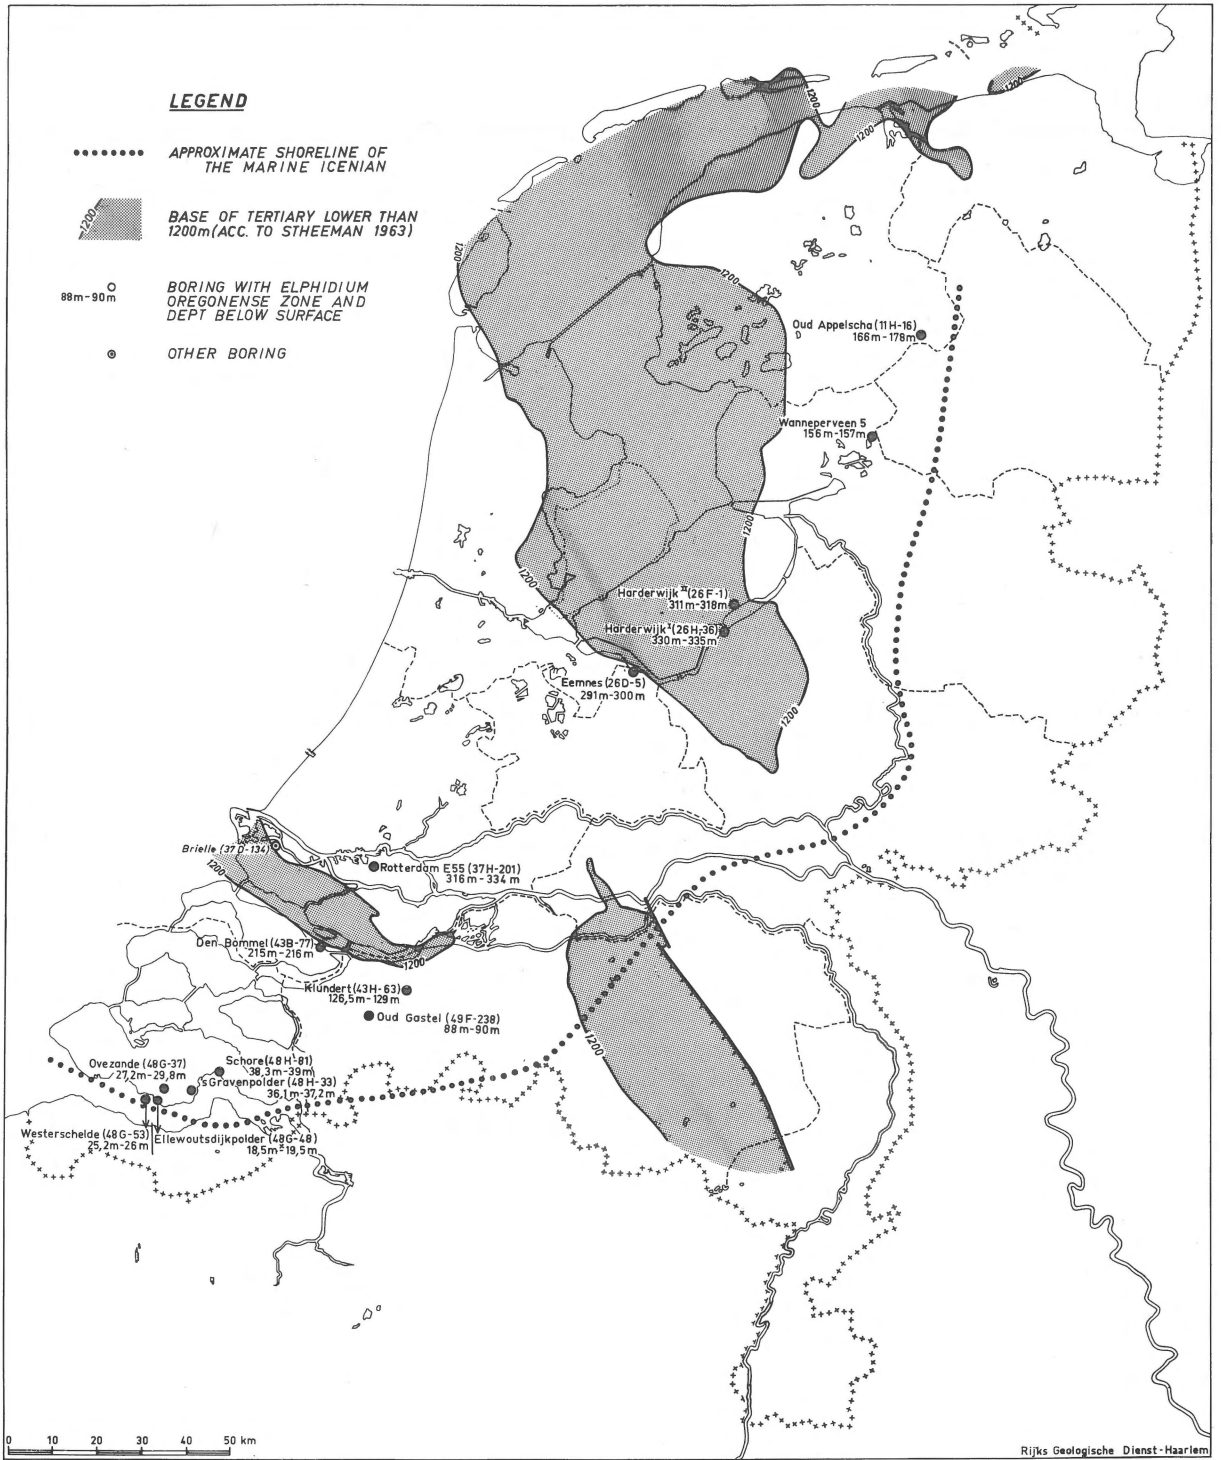 LEGEND
APPROXIMATE SHORELINE OF
THE MARINE ICENIAN
1200
BASE OF TERTIARY LOWER THAN
1200m (ACC. TO STHEEMAN 1963)
88m-90m
BORING WITH ELPHIDIUM
OREGONENSE ZONE AND
DEPT BELOW SURFACE
OTHER BORING
1200
1200
1200
1200
1200
Oud Appelscha (11H-16)
166m-178m
Wanneperveen 5
156m-157m
1200
1200
Harderwijk II (26F-1)
311m-318m
Harderwijk I (26H-36)
330m-335m
Eemnes (26D-5)
291m-300m
1200
Brielle (37D-134)
1200
Rotterdam E55 (37H-201)
316m-334m
Den Bommel (43B-77)
215m-216m
1200
Klundert (43H-63)
126,5m-129m
Oud Gastel (49F-238)
88m-90m
1200
Ovezande (48G-37)
27,2m-29,8m
Schore (48H-81)
38,3m-39m
's Gravenpolder (48H-33)
36,1m-37,2m
Westerschelde (48G-53)
25,2m-26m
Ellewoutsdijkpolder (48G-48)
18,5m-19,5m
0 10 20 30 40 50 km
Rijks Geologische Dienst-Haarlem